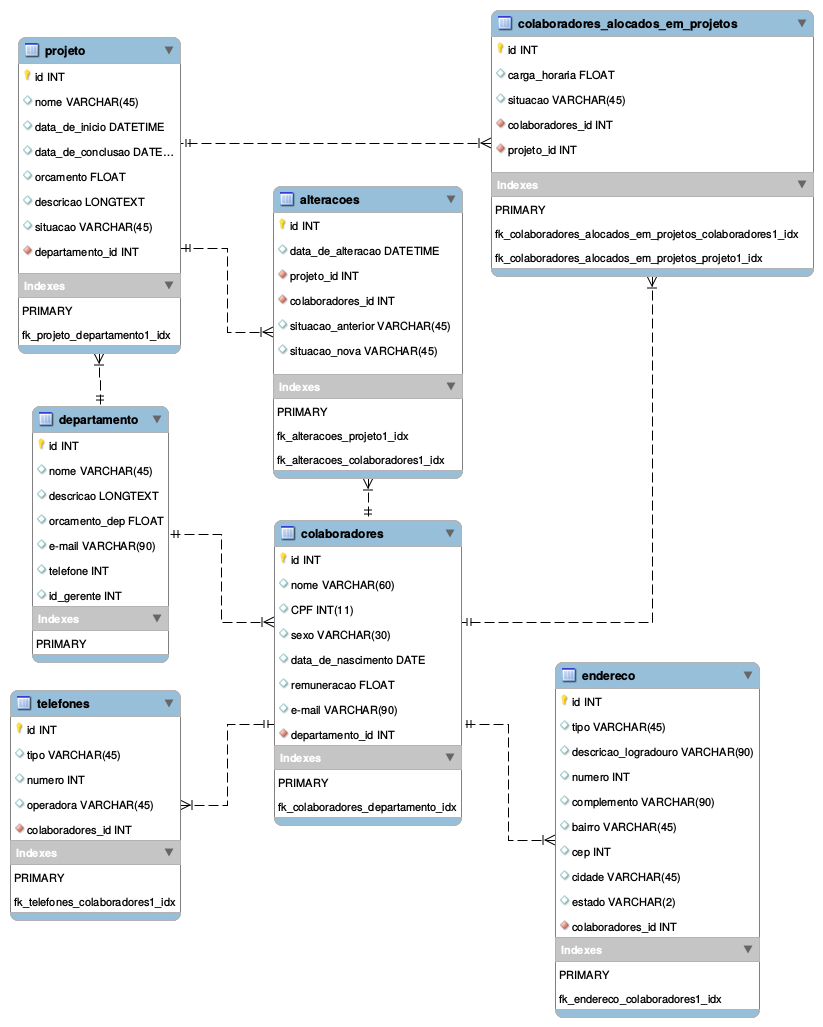 projeto
id INT
nome VARCHAR(45)
data_de_inicio DATETIME
data_de_conclusao DATE...
orcamento FLOAT
descricao LONGTEXT
situacao VARCHAR(45)
departamento_id INT
Indexes
PRIMARY
fk_projeto_departamento1_idx
colaboradores_alocados_em_projetos
id INT
carga_horaria FLOAT
situacao VARCHAR(45)
colaboradores_id INT
projeto_id INT
Indexes
PRIMARY
fk_colaboradores_alocados_em_projetos_colaboradores1_idx
fk_colaboradores_alocados_em_projetos_projeto1_idx
alteracoes
id INT
data_de_alteracao DATETIME
projeto_id INT
colaboradores_id INT
situacao_anterior VARCHAR(45)
situacao_nova VARCHAR(45)
Indexes
PRIMARY
fk_alteracoes_projeto1_idx
fk_alteracoes_colaboradores1_idx
departamento
id INT
nome VARCHAR(45)
descricao LONGTEXT
orcamento_dep FLOAT
e-mail VARCHAR(90)
telefone INT
id_gerente INT
Indexes
PRIMARY
colaboradores
id INT
nome VARCHAR(60)
CPF INT(11)
sexo VARCHAR(30)
data_de_nascimento DATE
remuneracao FLOAT
e-mail VARCHAR(90)
departamento_id INT
Indexes
PRIMARY
fk_colaboradores_departamento_idx
telefones
id INT
tipo VARCHAR(45)
numero INT
operadora VARCHAR(45)
colaboradores_id INT
Indexes
PRIMARY
fk_telefones_colaboradores1_idx
endereco
id INT
tipo VARCHAR(45)
descricao_logradouro VARCHAR(90)
numero INT
complemento VARCHAR(90)
bairro VARCHAR(45)
cep INT
cidade VARCHAR(45)
estado VARCHAR(2)
colaboradores_id INT
Indexes
PRIMARY
fk_endereco_colaboradores1_idx